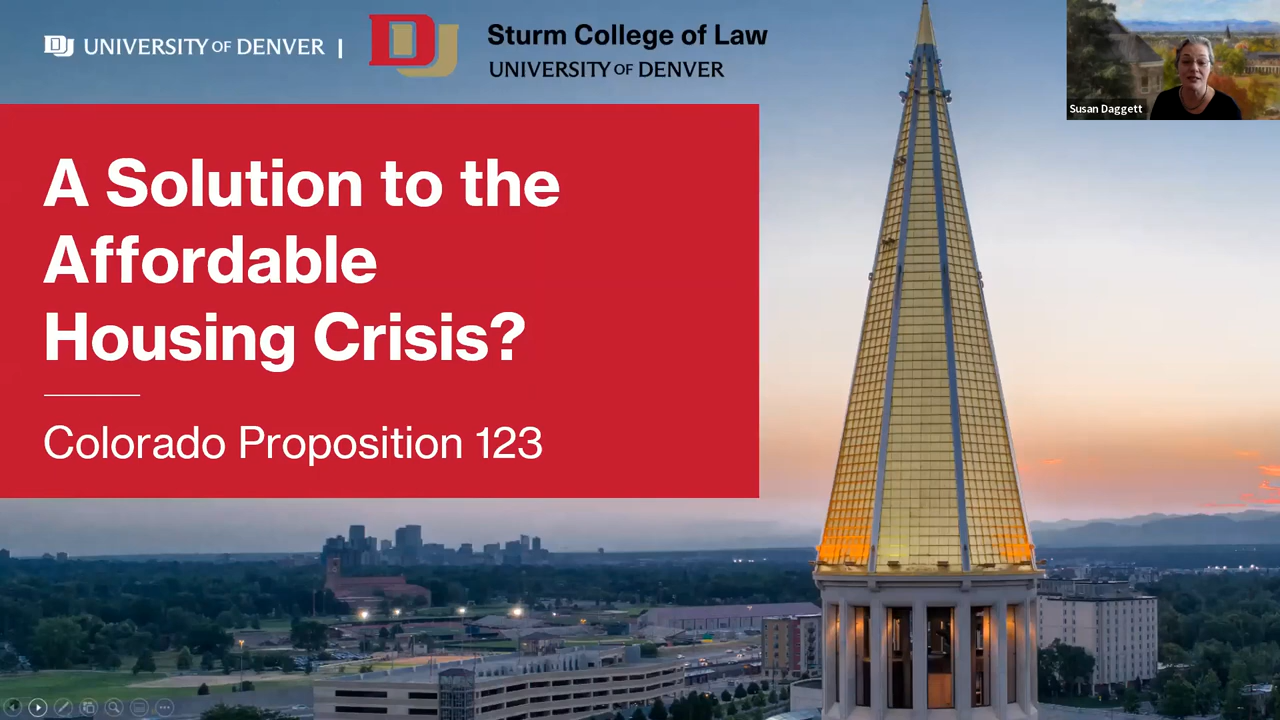 UNIVERSITY OF DENVER |
Sturm College of Law
UNIVERSITY OF DENVER
Susan Daggett
A Solution to the
Affordable
Housing Crisis?
Colorado Proposition 123